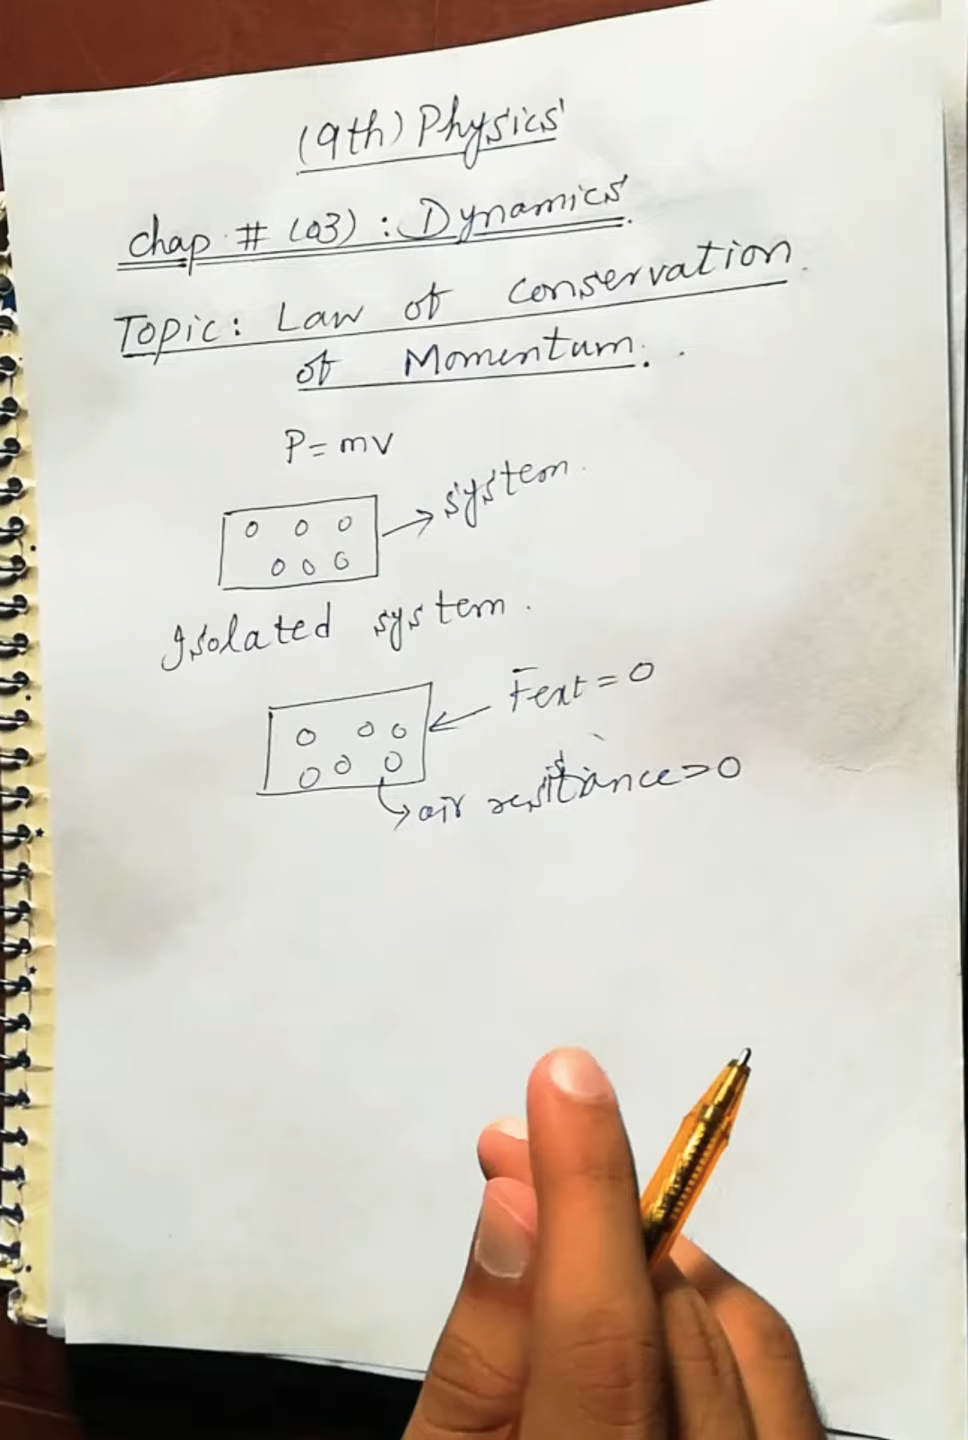 (9th) Physics
Chap # (03) : Dynamics.
Topic: Law of conservation
of Momentum.
P = mv
system.
Isolated system.
Fext = 0
air resistiance = 0